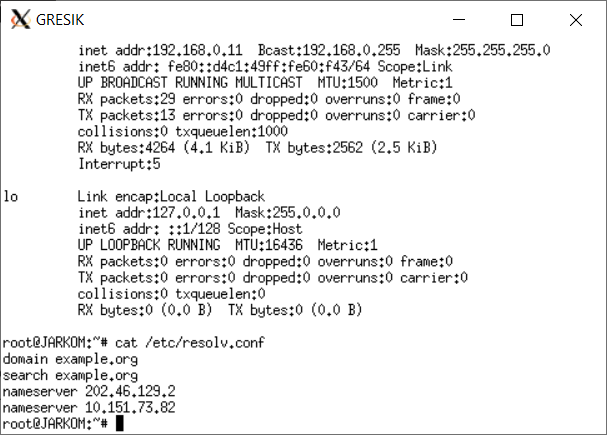 GRESIK
inet addr:192.168.0.11  Bcast:192.168.0.255  Mask:255.255.255.0
inet6 addr: fe80::d4c1:49ff:fe60:f43/64 Scope:Link
UP BROADCAST RUNNING MULTICAST  MTU:1500  Metric:1
RX packets:29 errors:0 dropped:0 overruns:0 frame:0
TX packets:13 errors:0 dropped:0 overruns:0 carrier:0
collisions:0 txqueuelen:1000
RX bytes:4264 (4.1 KiB)  TX bytes:2562 (2.5 KiB)
Interrupt:5
lo        Link encap:Local Loopback
inet addr:127.0.0.1  Mask:255.0.0.0
inet6 addr: ::1/128 Scope:Host
UP LOOPBACK RUNNING  MTU:16436  Metric:1
RX packets:0 errors:0 dropped:0 overruns:0 frame:0
TX packets:0 errors:0 dropped:0 overruns:0 carrier:0
collisions:0 txqueuelen:0
RX bytes:0 (0.0 B)  TX bytes:0 (0.0 B)
root@JARKOM:~# cat /etc/resolv.conf
domain example.org
search example.org
nameserver 202.46.129.2
nameserver 10.151.73.82
root@JARKOM:~#